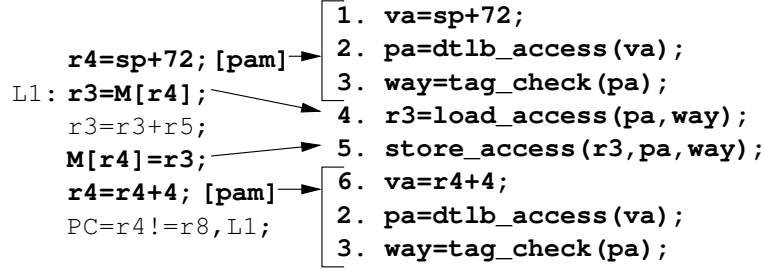 r4=sp+72; [pam]
L1: r3=M[r4];
r3=r3+r5;
M[r4]=r3;
r4=r4+4; [pam]
PC=r4!=r8,L1;
1. va=sp+72;
2. pa=dtlb_access(va);
3. way=tag_check(pa);
4. r3=load_access(pa,way);
5. store_access(r3,pa,way);
6. va=r4+4;
2. pa=dtlb_access(va);
3. way=tag_check(pa);